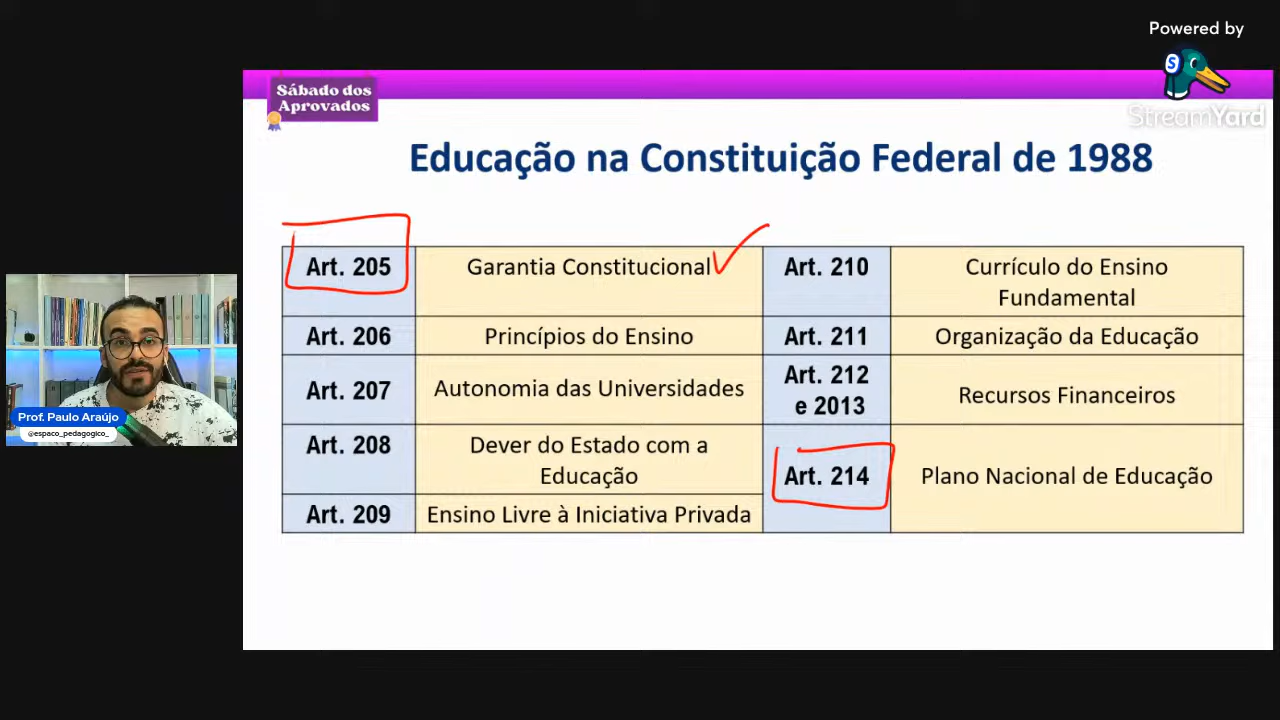 Powered by
StreamYard
Sábado dos
Aprovados
Educação na Constituição Federal de 1988
Art. 205
Garantia Constitucional
Art. 210
Currículo do Ensino
Fundamental
Art. 206
Princípios do Ensino
Art. 211
Organização da Educação
Art. 207
Autonomia das Universidades
Art. 212
e 2013
Recursos Financeiros
Art. 208
Dever do Estado com a
Educação
Art. 214
Plano Nacional de Educação
Art. 209
Ensino Livre à Iniciativa Privada
Prof. Paulo Araújo
@espaco_pedagogico_